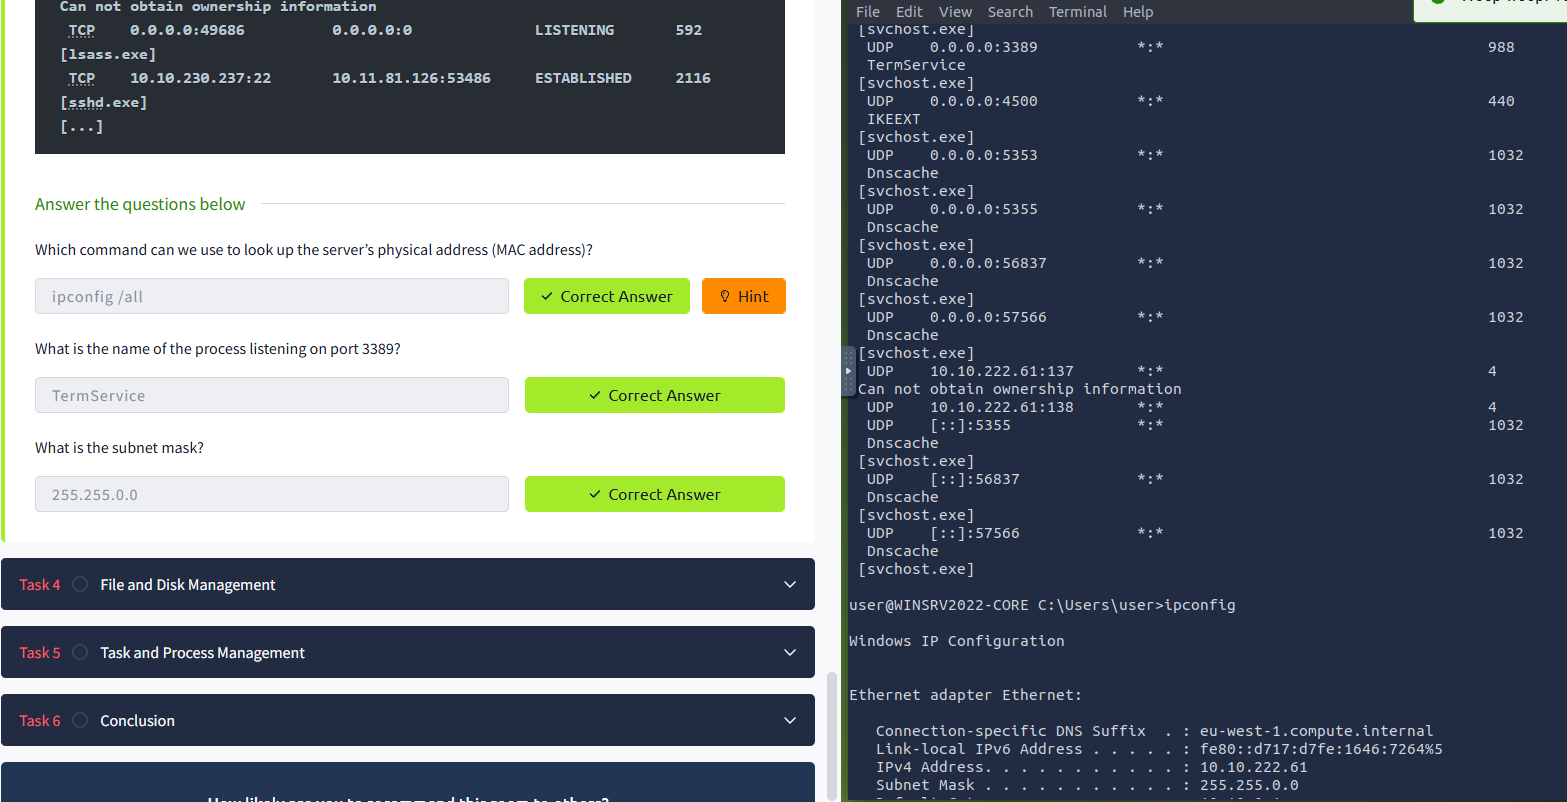 Can not obtain ownership information
TCP 0.0.0.0:49686 0.0.0.0:0 LISTENING 592
[lsass.exe]
TCP 10.10.230.237:22 10.11.81.126:53486 ESTABLISHED 2116
[sshd.exe]
[...]
Answer the questions below
Which command can we use to look up the server’s physical address (MAC address)?
ipconfig /all
Correct Answer
Hint
What is the name of the process listening on port 3389?
TermService
Correct Answer
What is the subnet mask?
255.255.0.0
Correct Answer
Task 4 File and Disk Management
Task 5 Task and Process Management
Task 6 Conclusion
How likely are you to recommend this room to others?
File Edit View Search Terminal Help
[svchost.exe]
UDP 0.0.0.0:3389 *:* 988
TermService
[svchost.exe]
UDP 0.0.0.0:4500 *:* 440
IKEEXT
[svchost.exe]
UDP 0.0.0.0:5353 *:* 1032
Dnscache
[svchost.exe]
UDP 0.0.0.0:5355 *:* 1032
Dnscache
[svchost.exe]
UDP 0.0.0.0:56837 *:* 1032
Dnscache
[svchost.exe]
UDP 0.0.0.0:57566 *:* 1032
Dnscache
[svchost.exe]
UDP 10.10.222.61:137 *:* 4
Can not obtain ownership information
UDP 10.10.222.61:138 *:* 4
UDP [::]:5355 *:* 1032
Dnscache
[svchost.exe]
UDP [::]:56837 *:* 1032
Dnscache
[svchost.exe]
UDP [::]:57566 *:* 1032
Dnscache
[svchost.exe]
user@WINSRV2022-CORE C:\Users\user>ipconfig
Windows IP Configuration
Ethernet adapter Ethernet:
Connection-specific DNS Suffix . : eu-west-1.compute.internal
Link-local IPv6 Address . . . . . : fe80::d717:d7fe:1646:7264%5
IPv4 Address. . . . . . . . . . . : 10.10.222.61
Subnet Mask . . . . . . . . . . . : 255.255.0.0